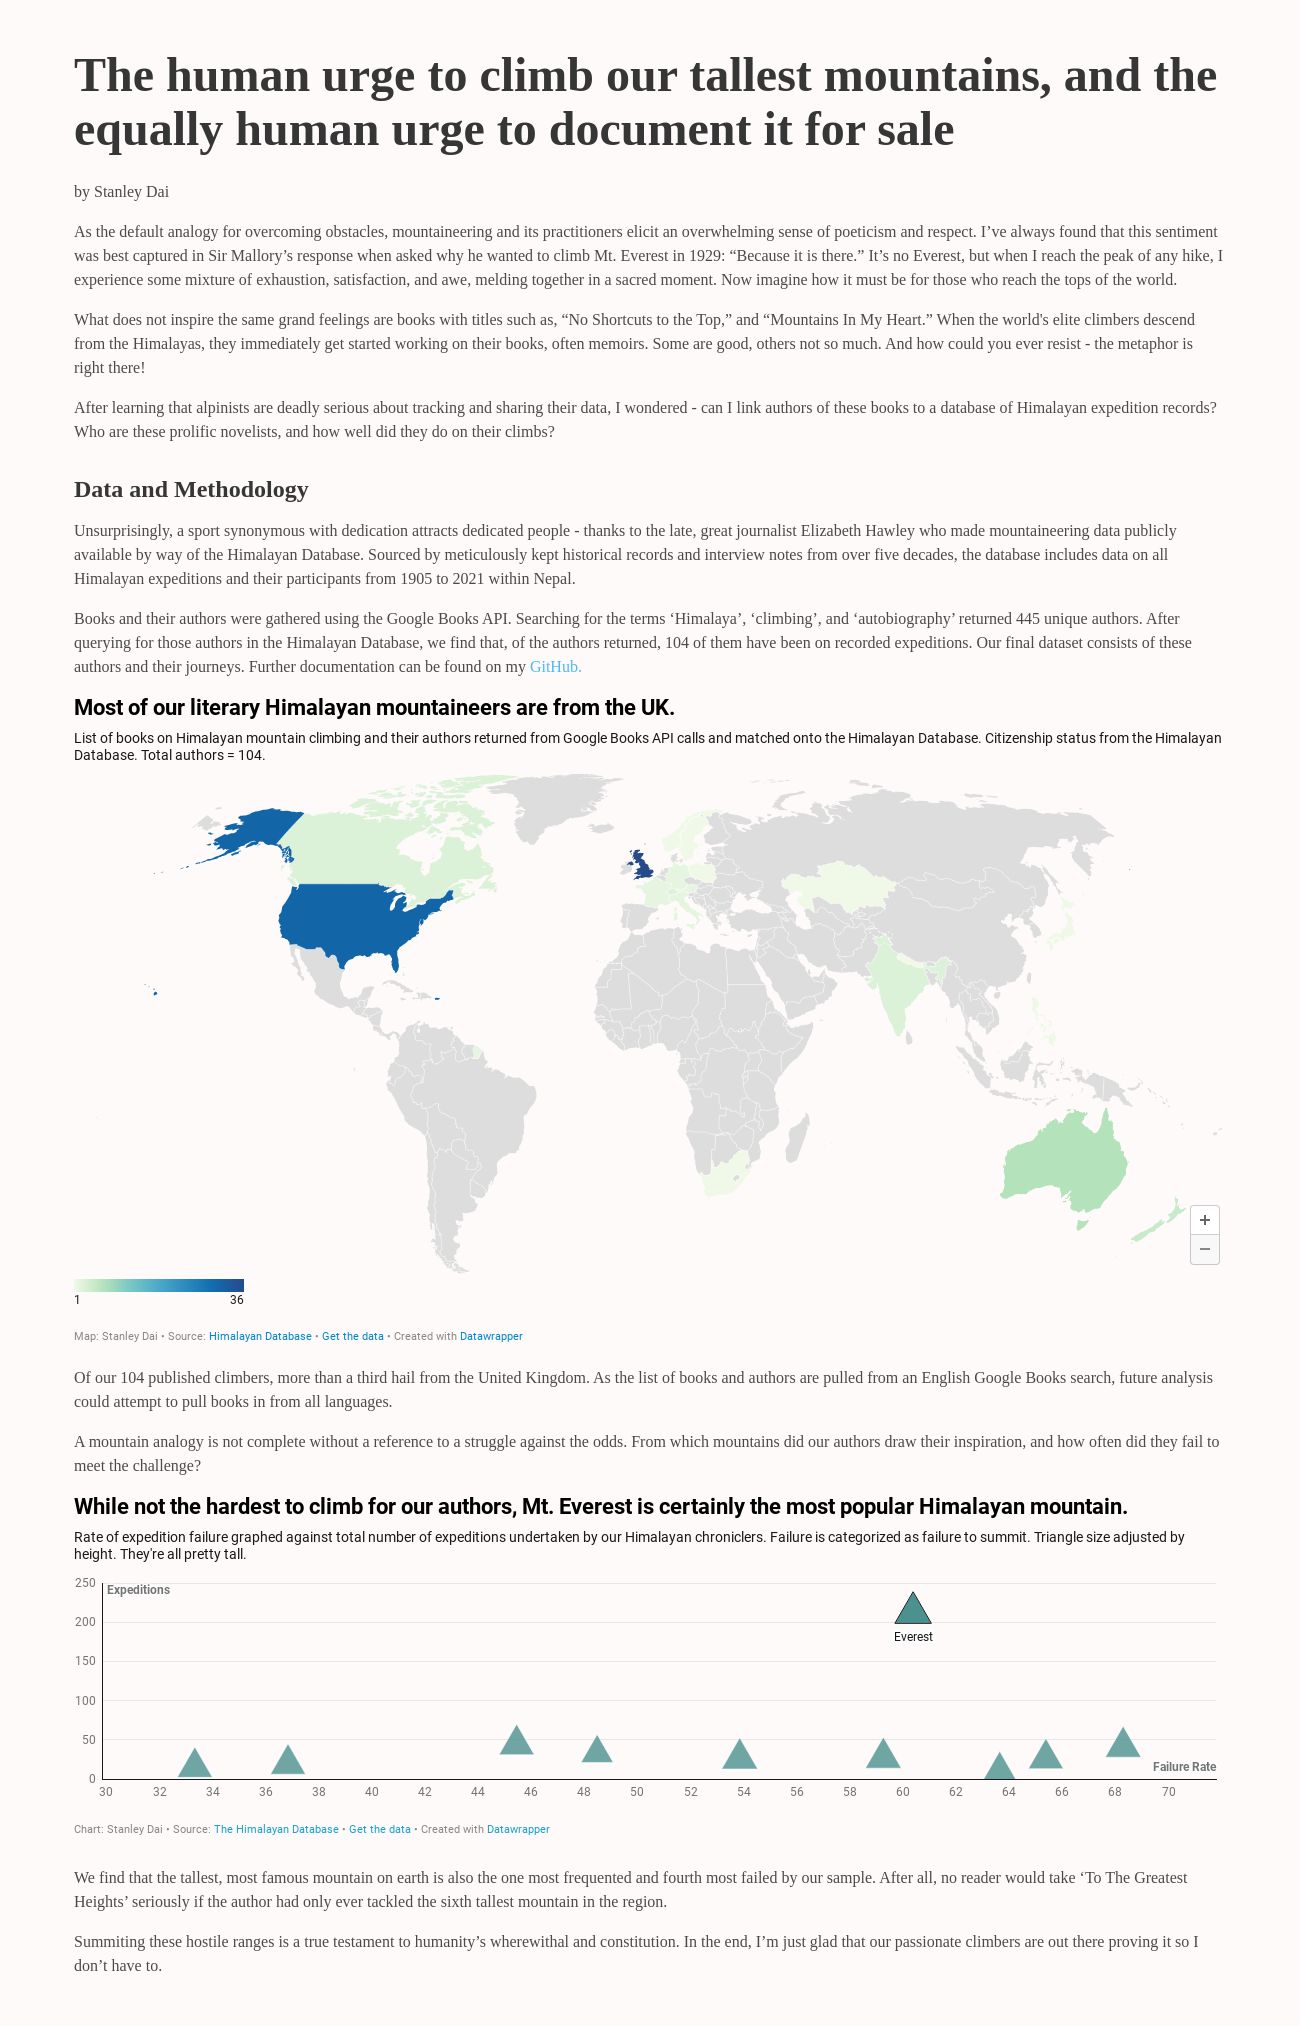 The human urge to climb our tallest mountains, and the
equally human urge to document it for sale
by Stanley Dai
As the default analogy for overcoming obstacles, mountaineering and its practitioners elicit an overwhelming sense of poeticism and respect. I’ve always found that this sentiment
was best captured in Sir Mallory’s response when asked why he wanted to climb Mt. Everest in 1929: “Because it is there.” It’s no Everest, but when I reach the peak of any hike, I
experience some mixture of exhaustion, satisfaction, and awe, melding together in a sacred moment. Now imagine how it must be for those who reach the tops of the world.
What does not inspire the same grand feelings are books with titles such as, “No Shortcuts to the Top,” and “Mountains In My Heart.” When the world's elite climbers descend
from the Himalayas, they immediately get started working on their books, often memoirs. Some are good, others not so much. And how could you ever resist - the metaphor is
right there!
After learning that alpinists are deadly serious about tracking and sharing their data, I wondered - can I link authors of these books to a database of Himalayan expedition records?
Who are these prolific novelists, and how well did they do on their climbs?
Data and Methodology
Unsurprisingly, a sport synonymous with dedication attracts dedicated people - thanks to the late, great journalist Elizabeth Hawley who made mountaineering data publicly
available by way of the Himalayan Database. Sourced by meticulously kept historical records and interview notes from over five decades, the database includes data on all
Himalayan expeditions and their participants from 1905 to 2021 within Nepal.
Books and their authors were gathered using the Google Books API. Searching for the terms ‘Himalaya’, ‘climbing’, and ‘autobiography’ returned 445 unique authors. After
querying for those authors in the Himalayan Database, we find that, of the authors returned, 104 of them have been on recorded expeditions. Our final dataset consists of these
authors and their journeys. Further documentation can be found on my GitHub.
Most of our literary Himalayan mountaineers are from the UK.
List of books on Himalayan mountain climbing and their authors returned from Google Books API calls and matched onto the Himalayan Database. Citizenship status from the Himalayan
Database. Total authors = 104.
+
−
1 36
Map: Stanley Dai • Source: Himalayan Database • Get the data • Created with Datawrapper
Of our 104 published climbers, more than a third hail from the United Kingdom. As the list of books and authors are pulled from an English Google Books search, future analysis
could attempt to pull books in from all languages.
A mountain analogy is not complete without a reference to a struggle against the odds. From which mountains did our authors draw their inspiration, and how often did they fail to
meet the challenge?
While not the hardest to climb for our authors, Mt. Everest is certainly the most popular Himalayan mountain.
Rate of expedition failure graphed against total number of expeditions undertaken by our Himalayan chroniclers. Failure is categorized as failure to summit. Triangle size adjusted by
height. They're all pretty tall.
250 Expeditions
200
Everest
150
100
50
Failure Rate
0
30 32 34 36 38 40 42 44 46 48 50 52 54 56 58 60 62 64 66 68 70
Chart: Stanley Dai • Source: The Himalayan Database • Get the data • Created with Datawrapper
We find that the tallest, most famous mountain on earth is also the one most frequented and fourth most failed by our sample. After all, no reader would take ‘To The Greatest
Heights’ seriously if the author had only ever tackled the sixth tallest mountain in the region.
Summiting these hostile ranges is a true testament to humanity’s wherewithal and constitution. In the end, I’m just glad that our passionate climbers are out there proving it so I
don’t have to.